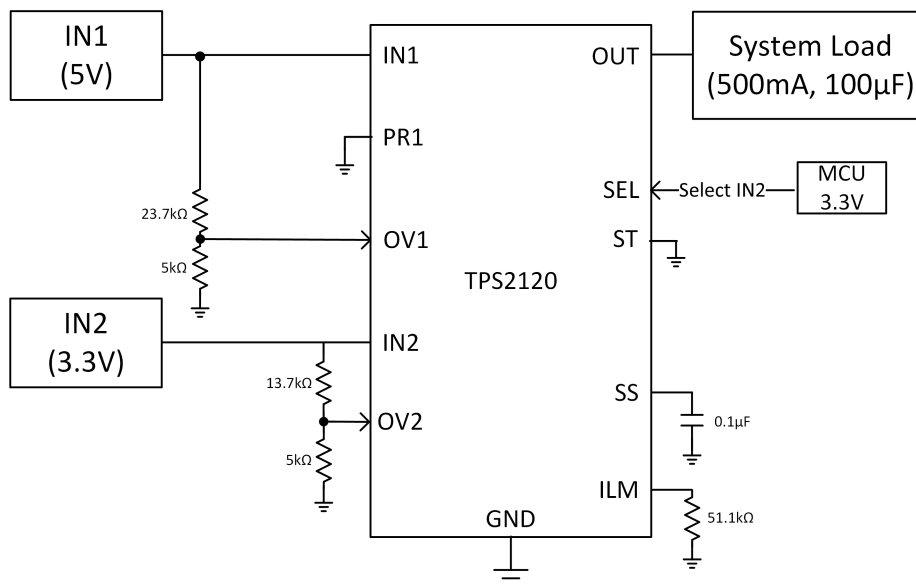 IN1
(5V)
IN1
OUT
System Load
(500mA, 100µF)
PR1
SEL
Select IN2
MCU
3.3V
23.7kΩ
OV1
ST
5kΩ
TPS2120
IN2
(3.3V)
IN2
13.7kΩ
OV2
SS
0.1µF
5kΩ
ILM
51.1kΩ
GND